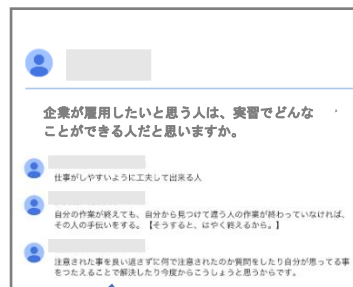 企業が雇用したいと思う人は、実習でどんな
ことができる人だと思いますか。
仕事がしやすいように工夫して出来る人
自分の作業が終えても、自分から見つけて違う人の作業が終わっていなければ、
その人の手伝いをする。【そうすると、はやく終えるから。】
注意された事を良い返さずに何で注意されたのか質問をしたり自分が思ってる事
をつたえることで解決したり今度からこうしようと思うからです。